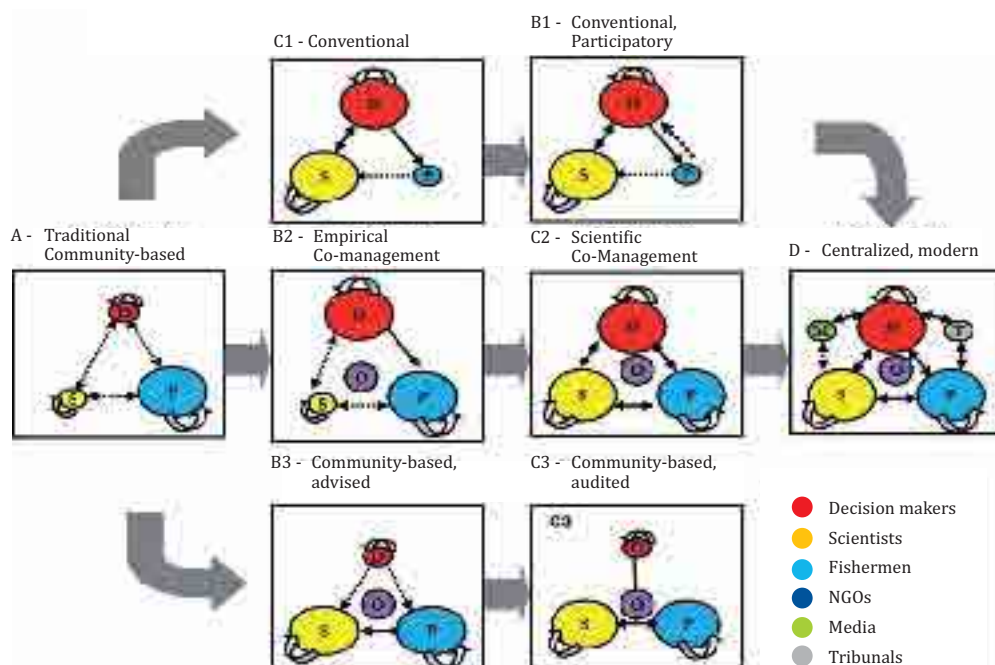 C1 - Conventional
B1 - Conventional,
Participatory
A - Traditional
Community-based
B2 - Empirical
Co-management
C2 - Scientific
Co-Management
D - Centralized, modern
S
S
S
S
S
B3 - Community-based,
advised
C3 - Community-based,
audited
C3
S
S
Decision makers
Scientists
Fishermen
NGOs
Media
Tribunals